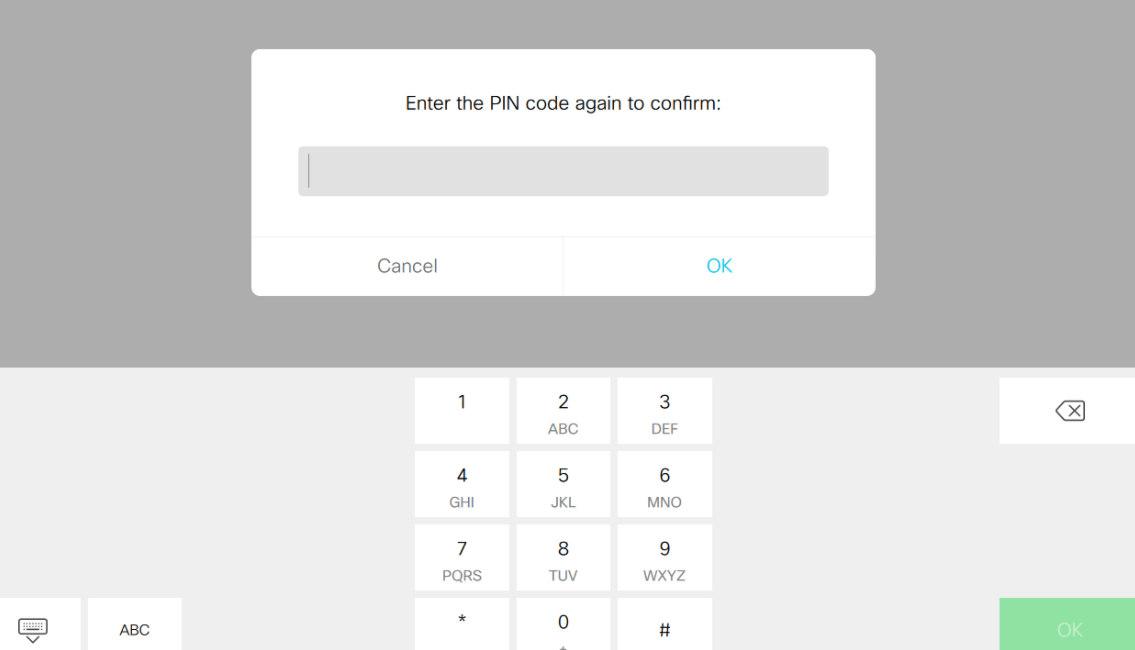 Enter the PIN code again to confirm:
Cancel OK
1 2 3
ABC DEF
4 5 6
GHI JKL MNO
7 8 9
PQRS TUV WXYZ
ABC * 0 # OK